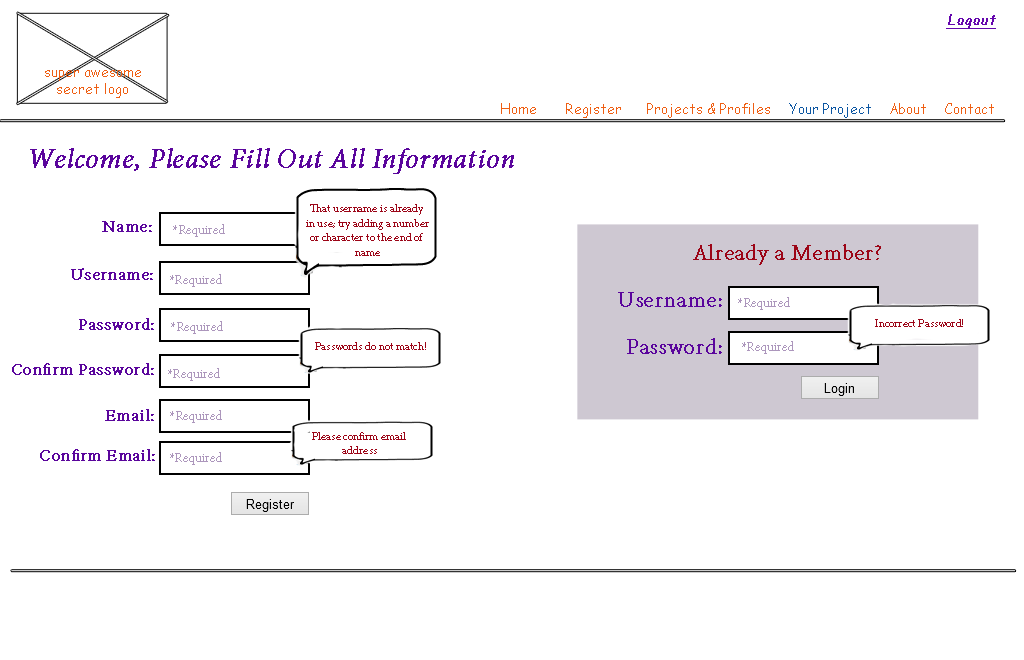 Logout
super awesome
secret logo
Home Register Projects & Profiles Your Project About Contact
Welcome, Please Fill Out All Information
Name: *Required
That username is already
in use; try adding a number
or character to the end of
name
Username: *Required
Password: *Required
Passwords do not match!
Confirm Password: *Required
Email: *Required
Please confirm email
address
Confirm Email: *Required
Register
Already a Member?
Username: *Required
Incorrect Password!
Password: *Required
Login